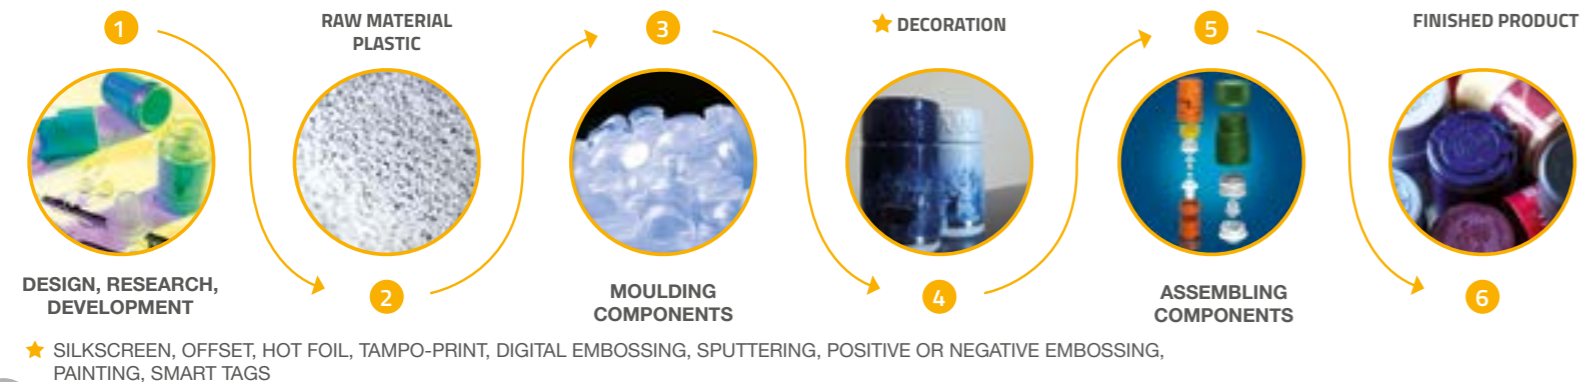 1
DESIGN, RESEARCH,
DEVELOPMENT
RAW MATERIAL
PLASTIC
2
3
MOULDING
COMPONENTS
★ DECORATION
4
5
ASSEMBLING
COMPONENTS
FINISHED PRODUCT
6
★ SILKSCREEN, OFFSET, HOT FOIL, TAMPO-PRINT, DIGITAL EMBOSSING, SPUTTERING, POSITIVE OR NEGATIVE EMBOSSING,
PAINTING, SMART TAGS